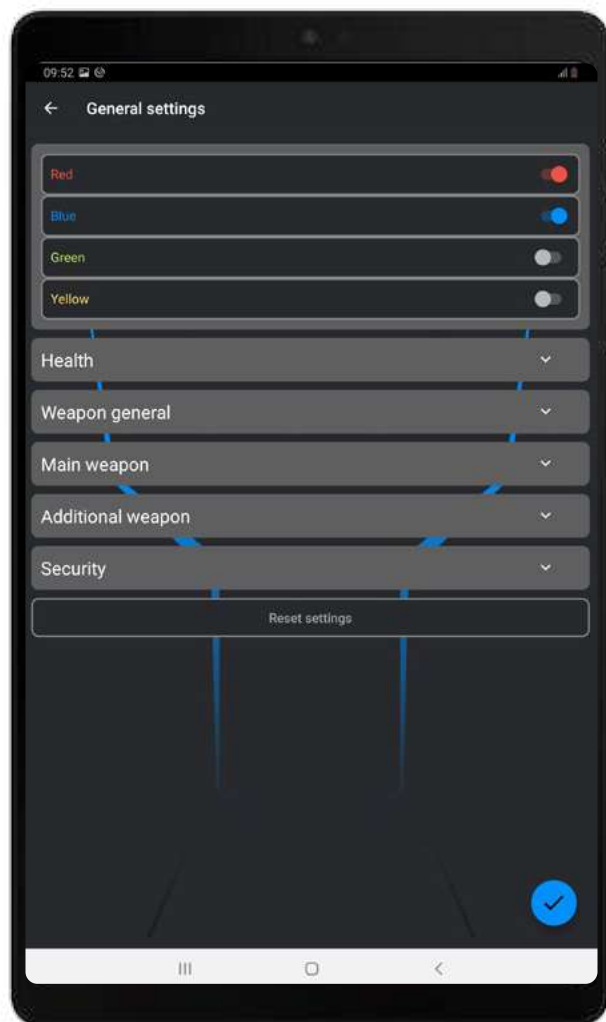 09:52
General settings
Red
Blue
Green
Yellow
Health
Weapon general
Main weapon
Additional weapon
Security
Reset settings